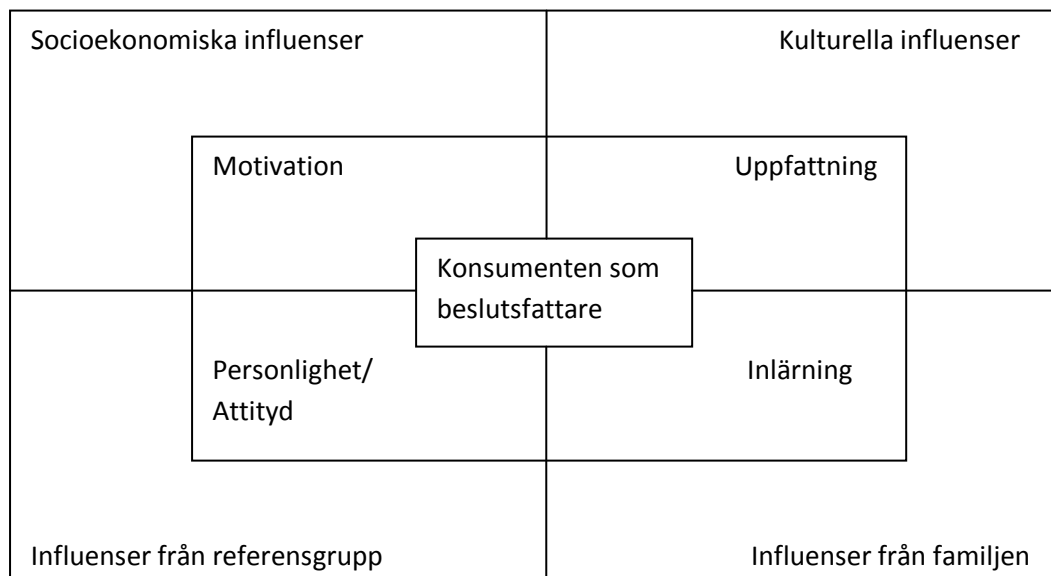 Socioekonomiska influenser
Kulturella influenser
Motivation
Uppfattning
Konsumenten som
beslutsfattare
Personlighet/
Attityd
Inlärning
Influenser från referensgrupp
Influenser från familjen